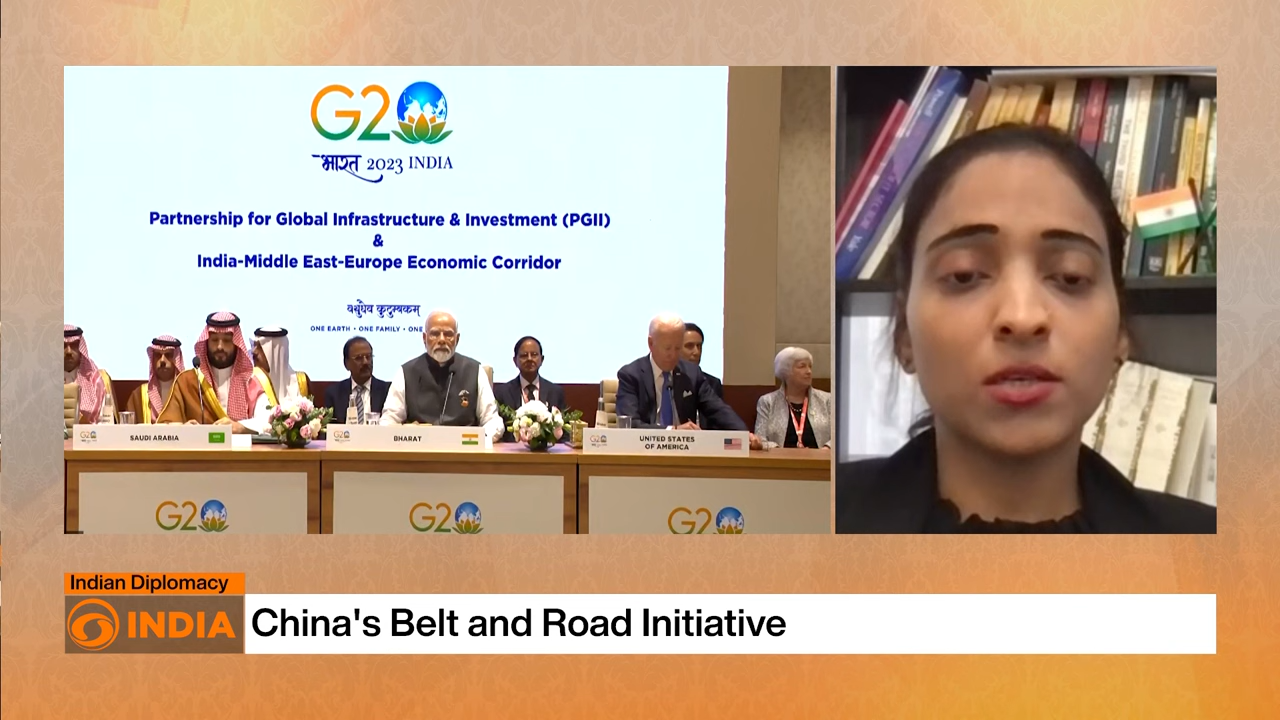 G20
भारत 2023 INDIA
Partnership for Global Infrastructure & Investment (PGII)
&
India-Middle East-Europe Economic Corridor
वसुधैव कुटुम्बकम्
ONE EARTH • ONE FAMILY • ONE
SAUDI ARABIA
BHARAT
UNITED STATES
OF AMERICA
G20
G20
G20
Indian Diplomacy
INDIA
China's Belt and Road Initiative